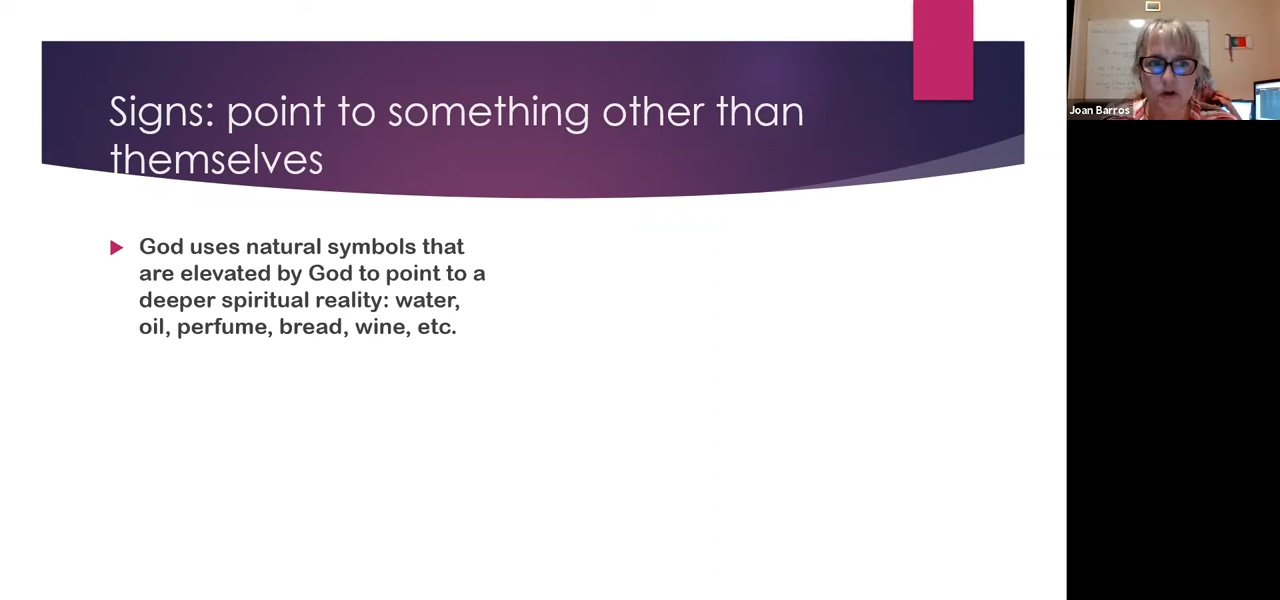 Signs: point to something other than
themselves
God uses natural symbols that
are elevated by God to point to a
deeper spiritual reality: water,
oil, perfume, bread, wine, etc.
Joan Barros